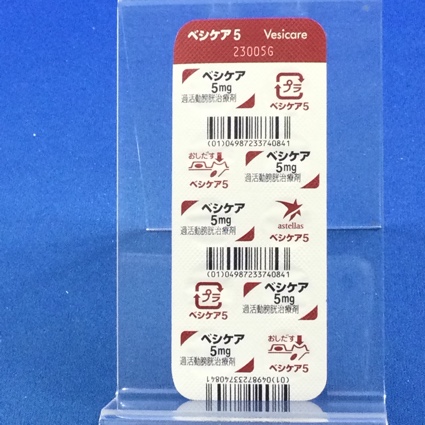 ベシケア5 Vesicare
23005G
ベシケア
5mg
過活動膀胱治療剤
プラ
ベシケア5
(01)04987233740841
おしだす
ベシケア5
ベシケア
5mg
過活動膀胱治療剤
ベシケア
5mg
過活動膀胱治療剤
astellas
ベシケア5
(01)04987233740841
プラ
ベシケア5
ベシケア
5mg
過活動膀胱治療剤
ベシケア
5mg
過活動膀胱治療剤
おしだす
ベシケア5
(01)04987233740841